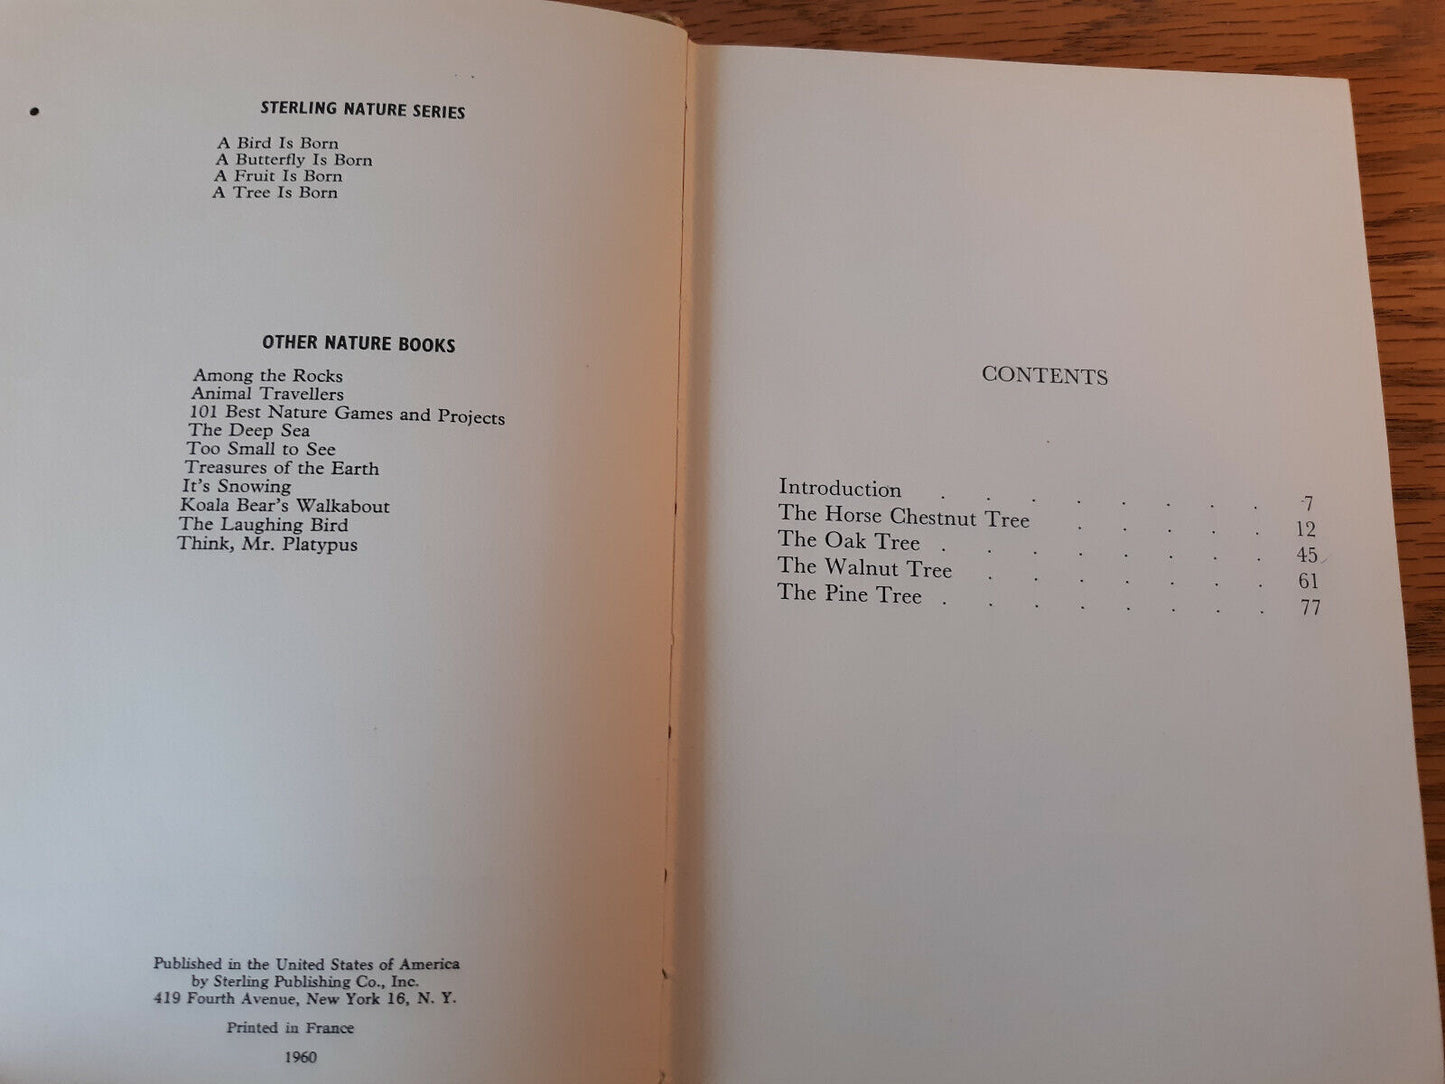 STERLING NATURE SERIES
A Bird Is Born
A Butterfly Is Born
A Fruit Is Born
A Tree Is Born
OTHER NATURE BOOKS
Among the Rocks
Animal Travellers
101 Best Nature Games and Projects
The Deep Sea
Too Small to See
Treasures of the Earth
It's Snowing
Koala Bear's Walkabout
The Laughing Bird
Think, Mr. Platypus
Published in the United States of America
by Sterling Publishing Co., Inc.
419 Fourth Avenue, New York 16, N. Y.
Printed in France
1960
CONTENTS
Introduction . . . . . . . . 7
The Horse Chestnut Tree . . . . . 12
The Oak Tree . . . . . . . . 45
The Walnut Tree . . . . . . . 61
The Pine Tree . . . . . . . . 77